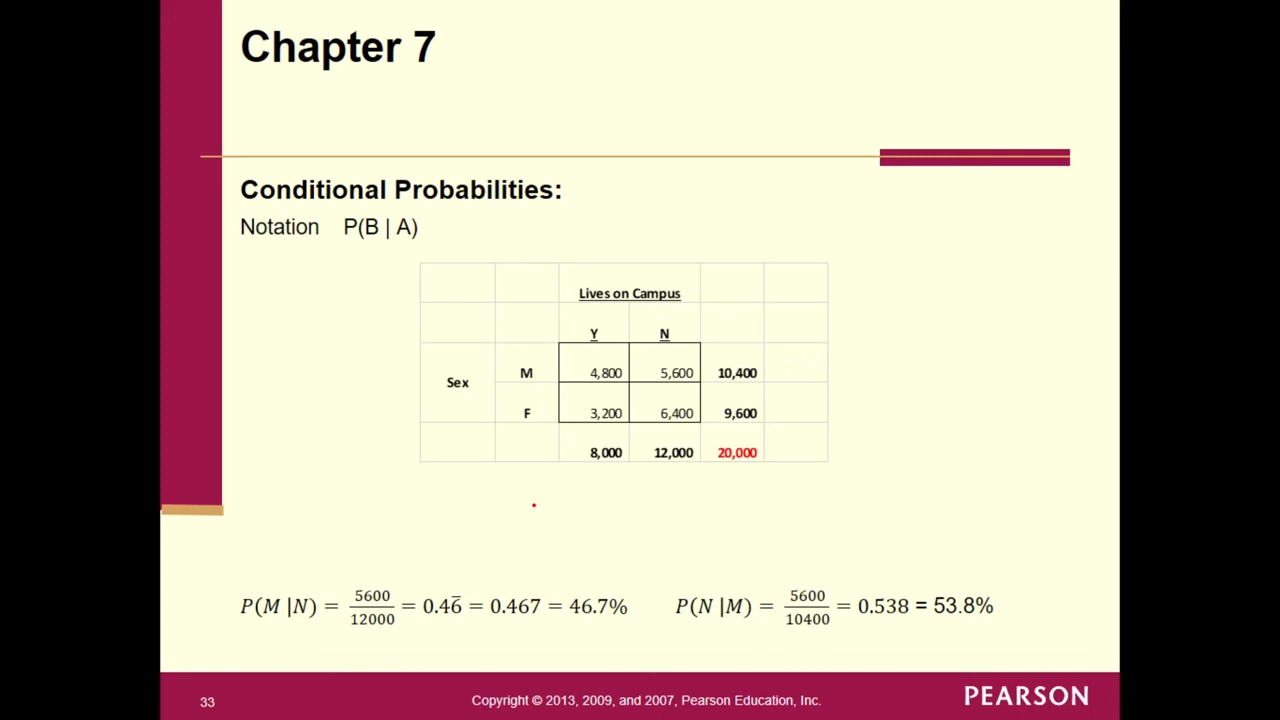 Chapter 7
Conditional Probabilities:
Notation P(B | A)
Lives on Campus
Y N
M 4,800 5,600 10,400
Sex
F 3,200 6,400 9,600
8,000 12,000 20,000
P(M |N) = 5600/12000 = 0.46̅ = 0.467 = 46.7% P(N |M) = 5600/10400 = 0.538 = 53.8%
33 Copyright © 2013, 2009, and 2007, Pearson Education, Inc. PEARSON